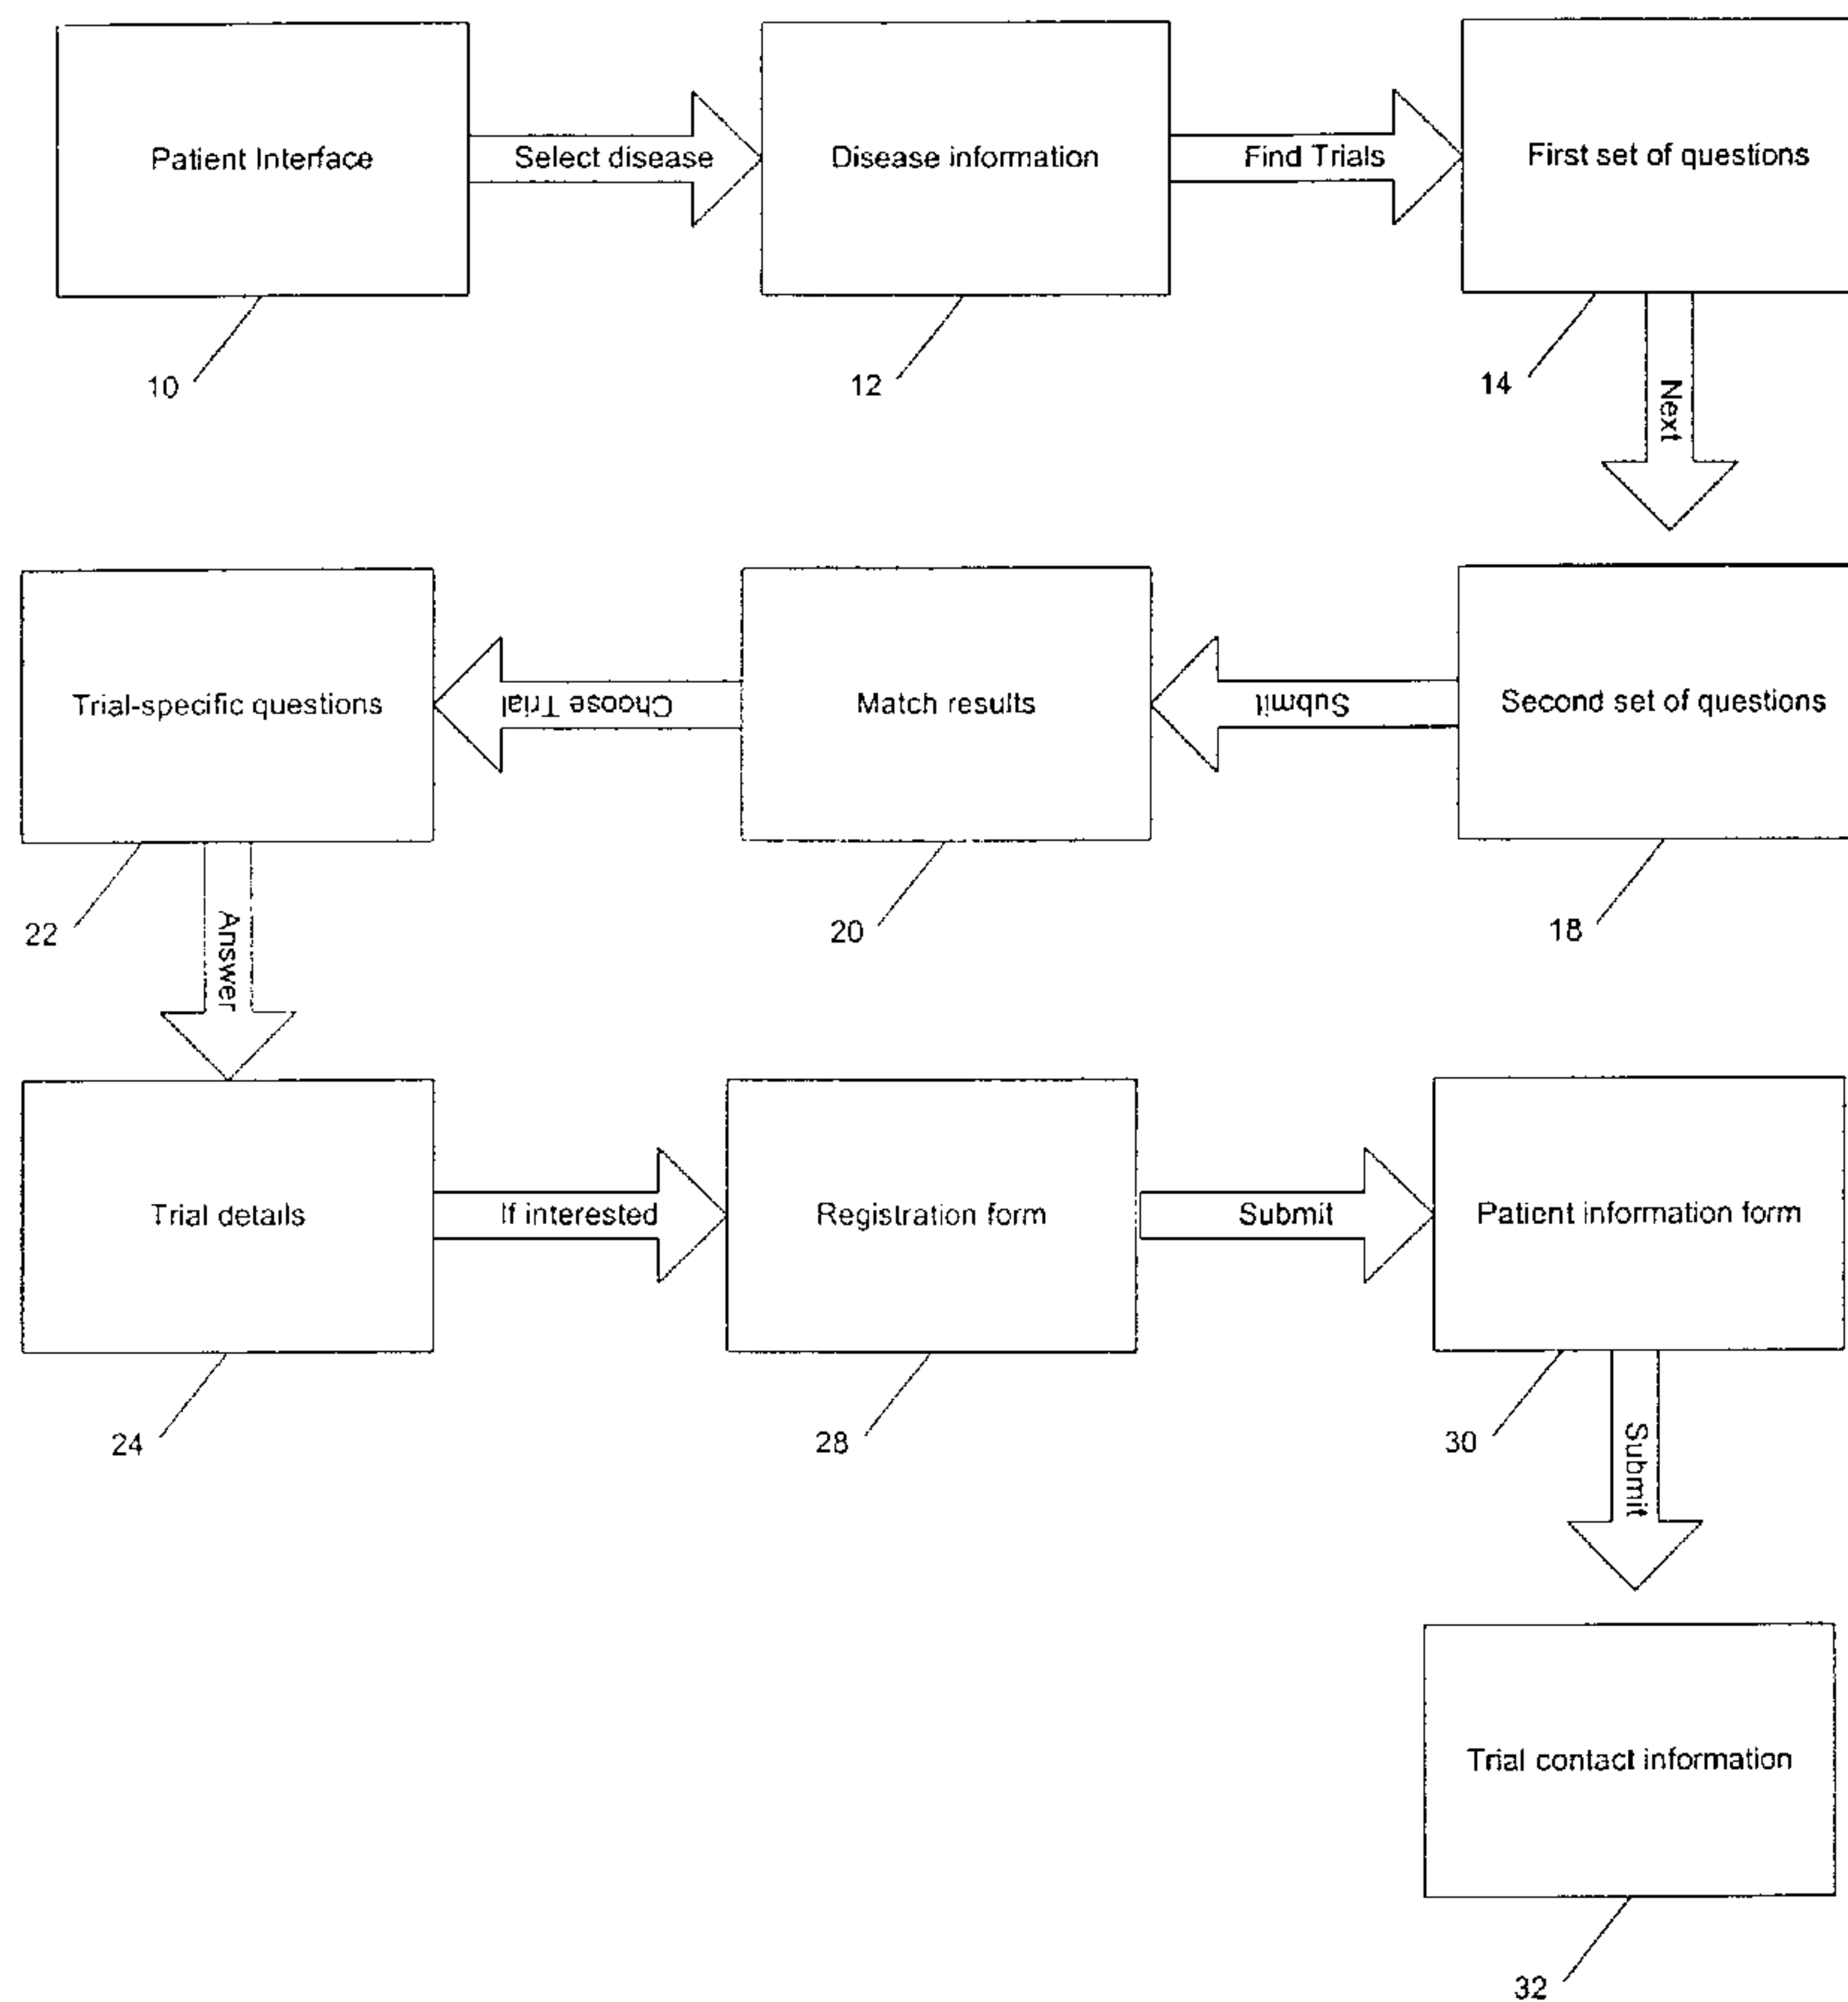 Patient Interface
Select disease
Disease information
Find Trials
First set of questions
10
12
14
Next
Second set of questions
Submit
Match results
Choose Trial
Trial-specific questions
18
20
22
Answer
Trial details
If interested
Registration form
Submit
Patient information form
24
28
30
Submit
Trial contact information
32